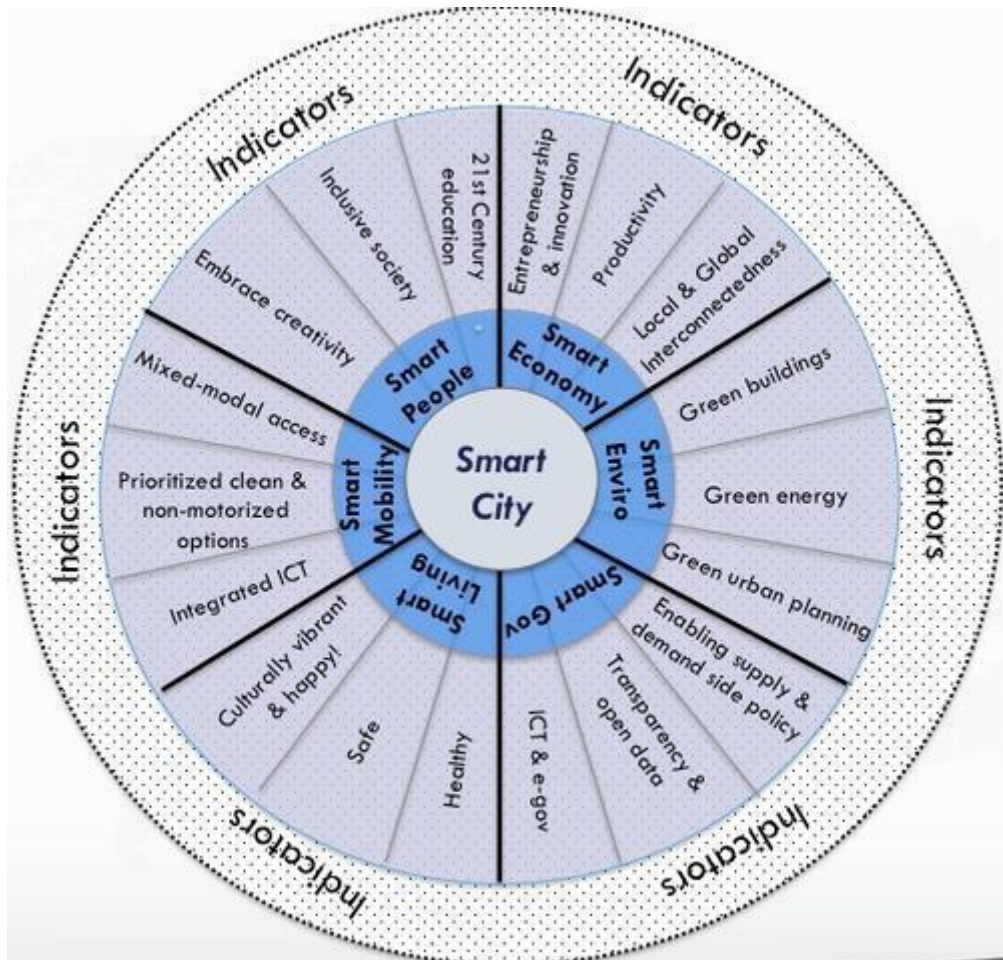 Indicators
Indicators
Indicators
Indicators
Indicators
Indicators
Smart
City
Smart
Economy
Entrepreneurship
& innovation
Productivity
Local & Global
Interconnectedness
Smart
Enviro
Green buildings
Green energy
Green urban planning
Smart Gov
Enabling supply &
demand side policy
Transparency &
open data
ICT & e-gov
Smart
Living
Healthy
Safe
Culturally vibrant
& happy!
Smart
Mobility
Integrated ICT
Prioritized clean &
non-motorized
options
Mixed-modal access
Smart
People
Embrace creativity
Inclusive society
21st Century
education